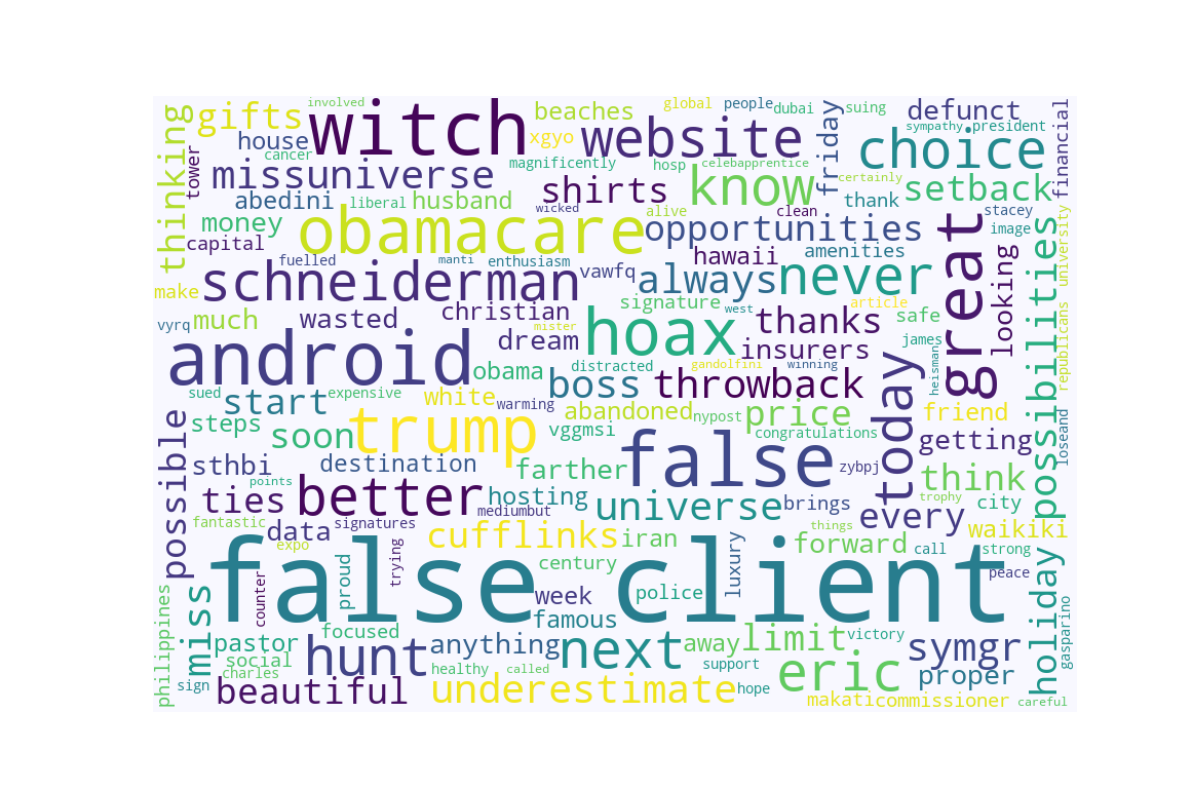 involved
global
people
dubai
suing
thinking
gifts
witch
beaches
xgyo
website
friday
defunct
sympathy
president
financial
house
cancer
tower
missuniverse
magnificently
hosp
celebapprentice
choice
certainly
abedini
liberal
husband
shirts
wicked
know
setback
thank
money
obamacare
alive
clean
opportunities
great
stacey
image
university
capital
fuelled
manti
enthusiasm
hawaii
amenities
schneiderman
vawfq
always
never
looking
possibilities
make
vyrq
much
wasted
christian
signature
west
article
safe
mister
dream
hoax
thanks
james
republicans
android
obama
distracted
insurers
gandolfini
winning
heisman
today
sued
expensive
start
white
warming
boss
throwback
abandoned
nypost
price
friend
loseand
possible
steps
soon
trump
vggmsi
false
congratulations
getting
sthbi
destination
farther
zybpj
think
points
ties
better
hosting
mediumbut
universe
brings
trophy
city
every
fantastic
data
signatures
expo
cufflinks
iran
things
forward
waikiki
call
strong
trying
false client
century
luxury
peace
proud
counter
week
police
holiday
philippines
miss
famous
focused
pastor
hunt
anything
next
away
limit
victory
symgr
gasparino
social
charles
healthy
called
support
eric
proper
sign
beautiful
underestimate
hope
makati
commissioner
careful